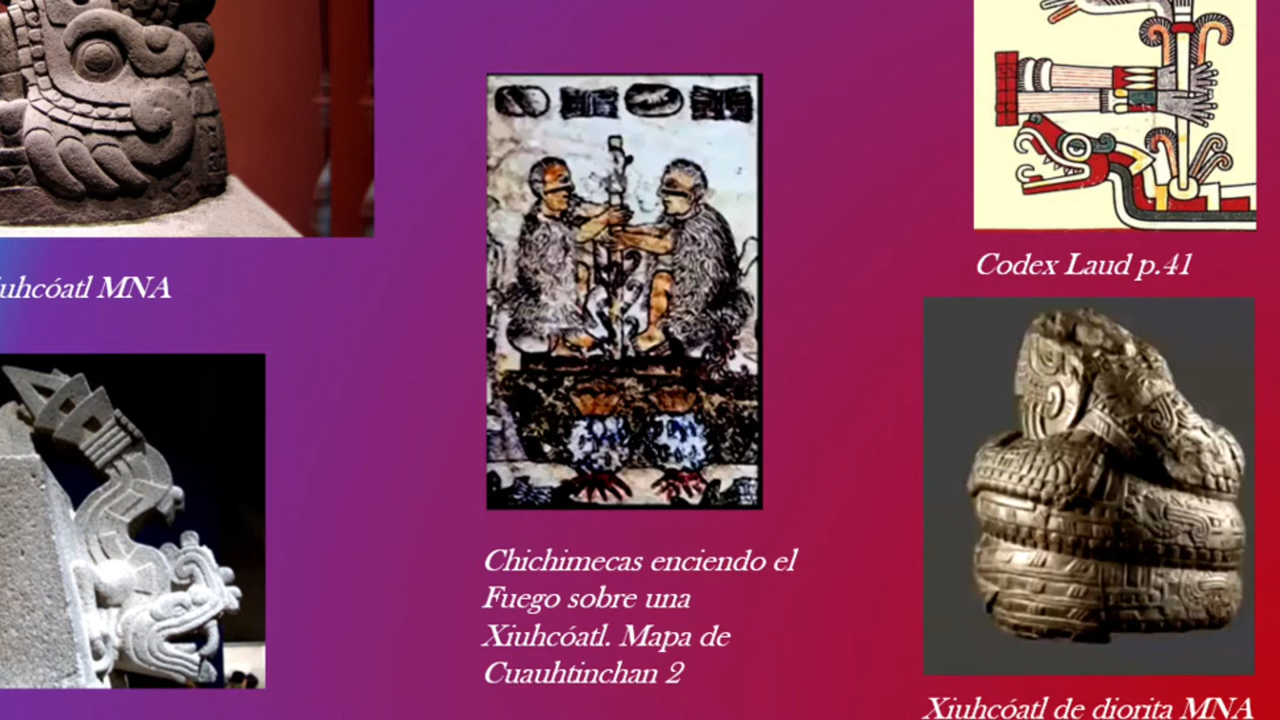 uhcóatl MNA
Codex Laud p.41
Chichimecas enciendo el
Fuego sobre una
Xiuhcóatl. Mapa de
Cuauhtinchan 2
Xiuhcóatl de diorita MNA